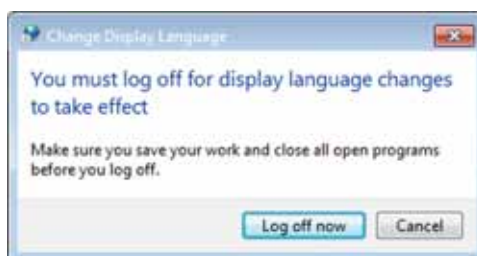 Change Display Language
You must log off for display language changes
to take effect
Make sure you save your work and close all open programs
before you log off.
Log off now
Cancel